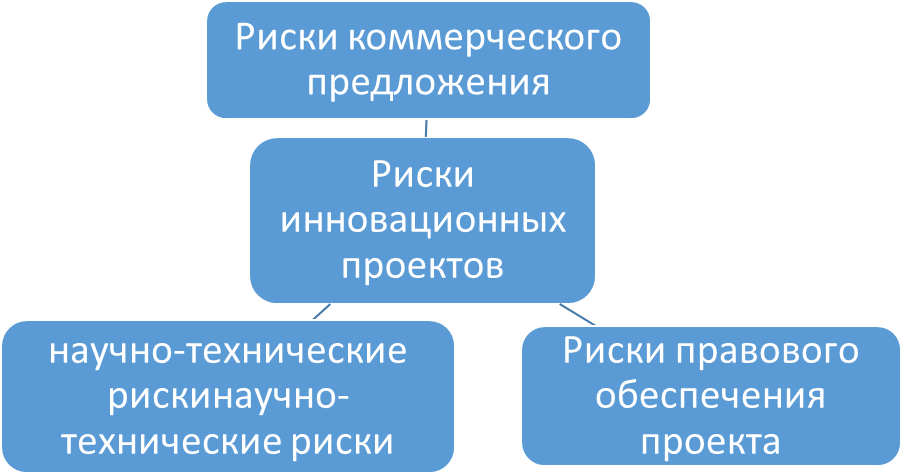 Риски коммерческого
предложения
Риски
инновационных
проектов
научно-технические
рискинаучно-
технические риски
Риски правового
обеспечения
проекта